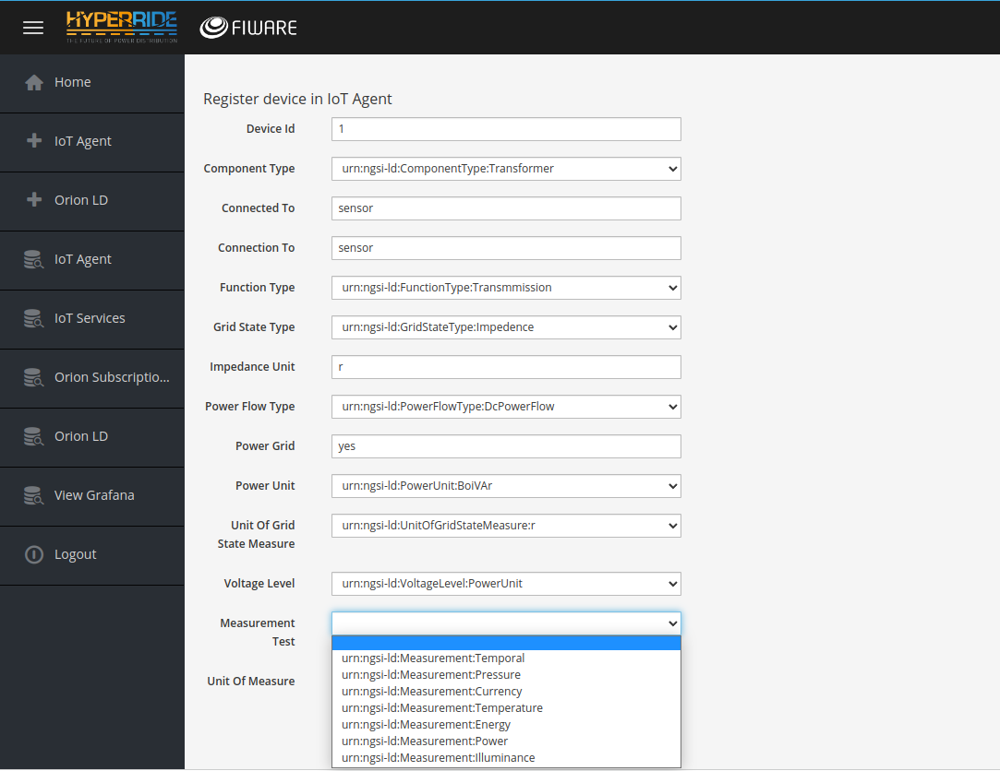 HYPERRIDE
THE FUTURE OF POWER DISTRIBUTION
FIWARE
Home
IoT Agent
Orion LD
IoT Agent
IoT Services
Orion Subscriptio...
Orion LD
View Grafana
Logout
Register device in IoT Agent
Device Id
1
Component Type
urn:ngsi-ld:ComponentType:Transformer
Connected To
sensor
Connection To
sensor
Function Type
urn:ngsi-ld:FunctionType:Transmmission
Grid State Type
urn:ngsi-ld:GridStateType:Impedence
Impedance Unit
r
Power Flow Type
urn:ngsi-ld:PowerFlowType:DcPowerFlow
Power Grid
yes
Power Unit
urn:ngsi-ld:PowerUnit:BoiVAr
Unit Of Grid
State Measure
urn:ngsi-ld:UnitOfGridStateMeasure:r
Voltage Level
urn:ngsi-ld:VoltageLevel:PowerUnit
Measurement
Test
urn:ngsi-ld:Measurement:Temporal
urn:ngsi-ld:Measurement:Pressure
urn:ngsi-ld:Measurement:Currency
urn:ngsi-ld:Measurement:Temperature
urn:ngsi-ld:Measurement:Energy
urn:ngsi-ld:Measurement:Power
urn:ngsi-ld:Measurement:Illuminance
Unit Of Measure